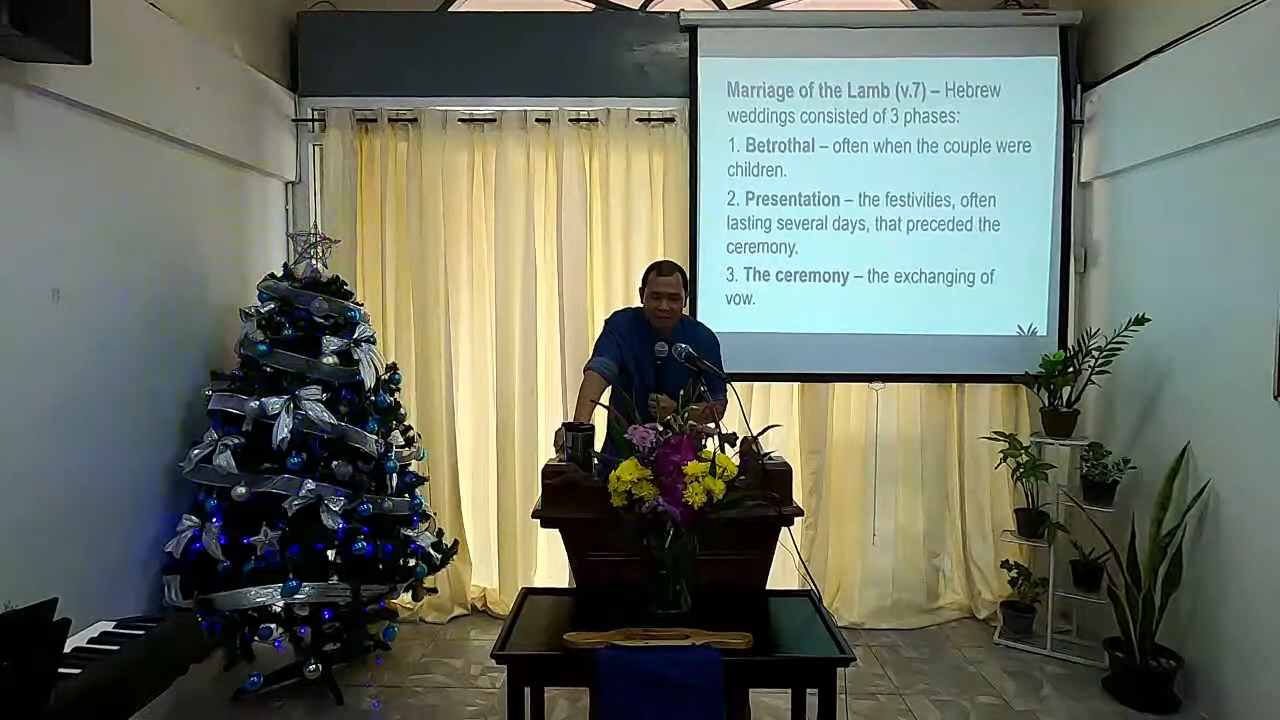 Marriage of the Lamb (v.7) – Hebrew
weddings consisted of 3 phases:
1. Betrothal – often when the couple were
children.
2. Presentation – the festivities, often
lasting several days, that preceded the
ceremony.
3. The ceremony – the exchanging of
vow.